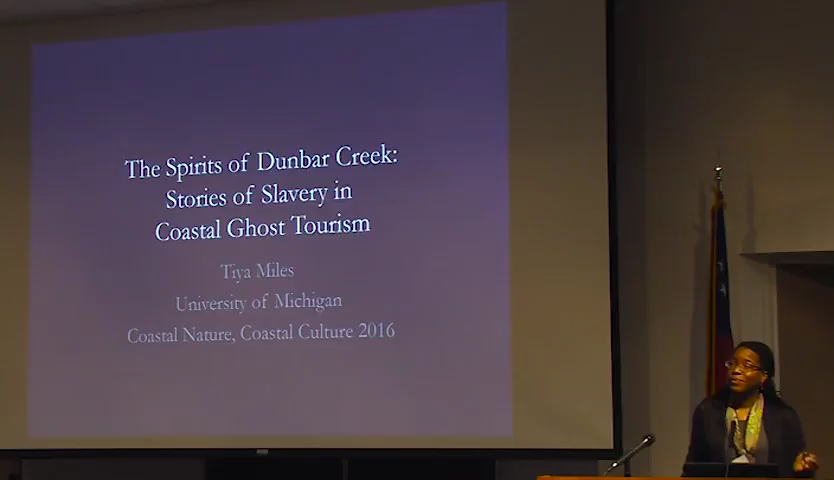 The Spirits of Dunbar Creek:
Stories of Slavery in
Coastal Ghost Tourism
Tiya Miles
University of Michigan
Coastal Nature, Coastal Culture 2016